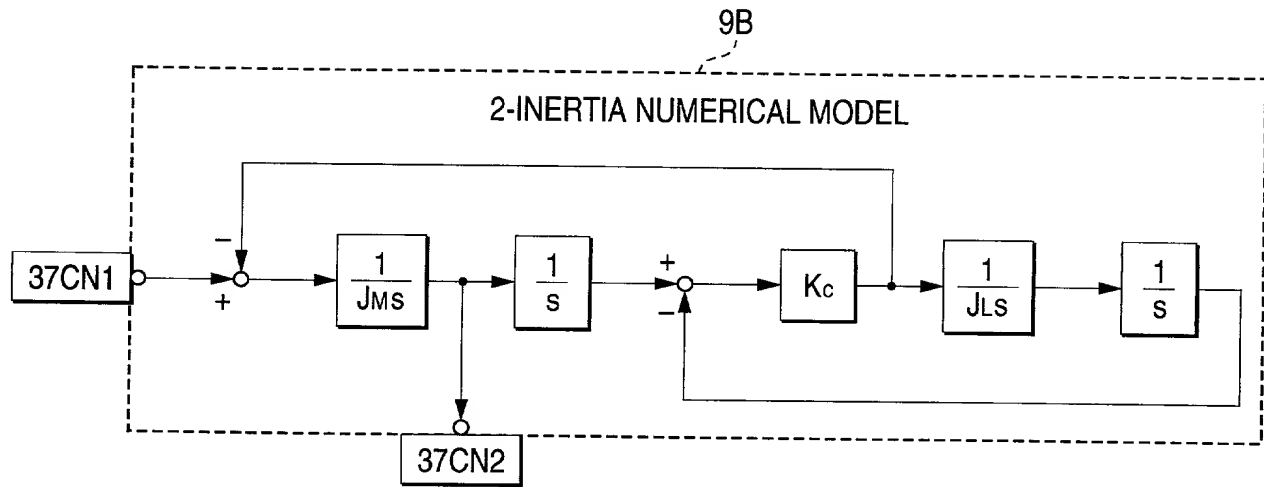 9B
2-INERTIA NUMERICAL MODEL
37CN1
−
+
1
JMS
1
s
+
−
Kc
1
JLS
1
s
37CN2